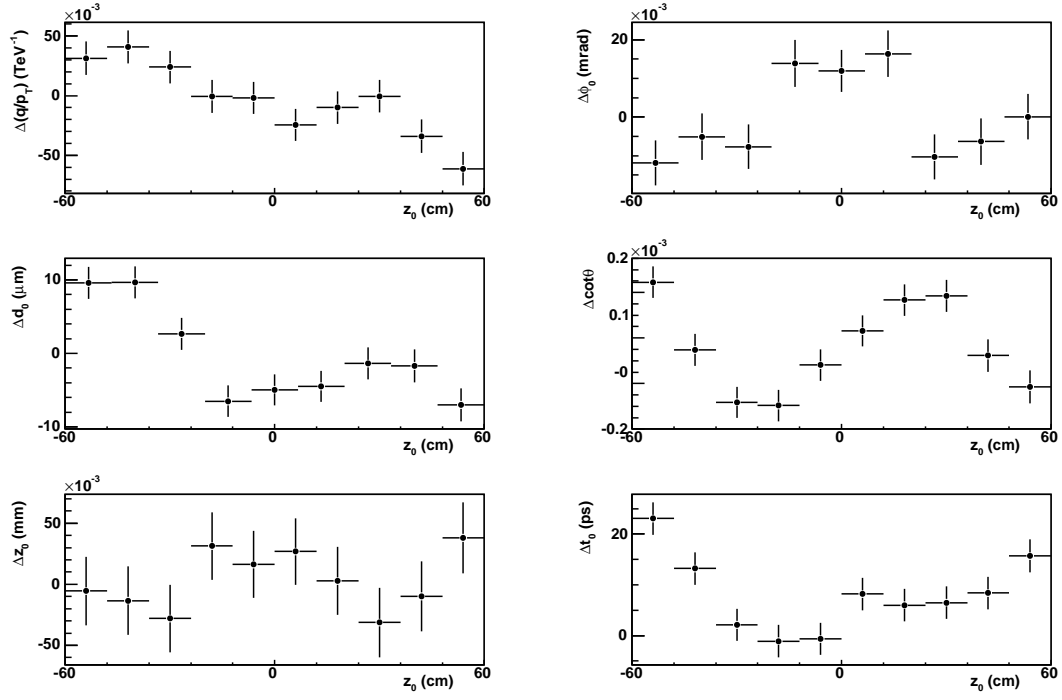 ×10⁻³
Δ(q/p_T) (TeV⁻¹)
50
0
-50
-60 0 60
z₀ (cm)
×10⁻³
Δϕ₀ (mrad)
20
0
-60 0 60
z₀ (cm)
Δd₀ (μm)
10
0
-10
-60 0 60
z₀ (cm)
×10⁻³
Δcotθ
0.2
0.1
-0
-0.2
-60 0 60
z₀ (cm)
×10⁻³
Δz₀ (mm)
50
0
-50
-60 0 60
z₀ (cm)
Δt₀ (ps)
20
0
-60 0 60
z₀ (cm)